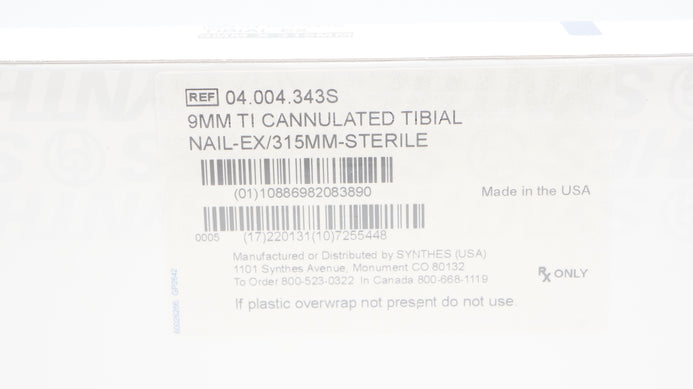 REF 04.004.343S
9MM TI CANNULATED TIBIAL
NAIL-EX/315MM-STERILE
(01)10886982083890
Made in the USA
0005 (17)220131(10)7255448
Manufactured or Distributed by SYNTHES (USA)
1101 Synthes Avenue, Monument CO 80132
To Order 800-523-0322 In Canada 800-668-1119
Rx ONLY
If plastic overwrap not present do not use.